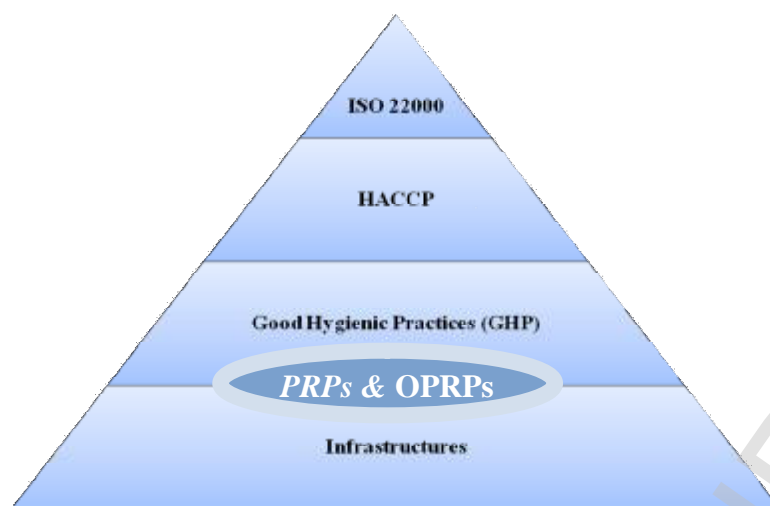 ISO 22000
HACCP
Good Hygienic Practices (GHP)
PRPs & OPRPs
Infrastructures